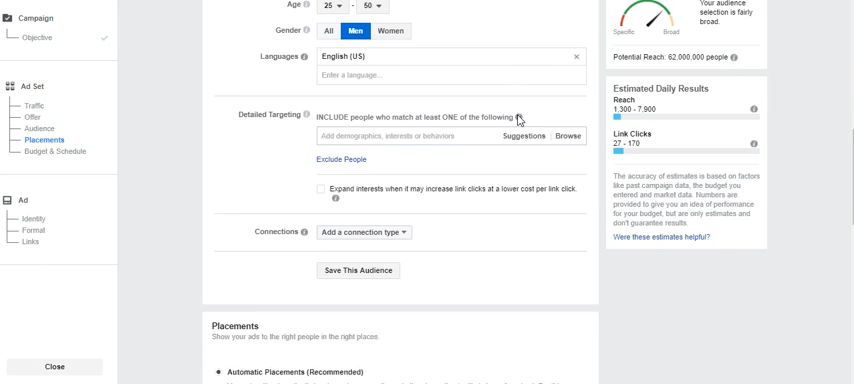 Campaign
Objective
Ad Set
Traffic
Offer
Audience
Placements
Budget & Schedule
Ad
Identity
Format
Links
Close
Age
25 - 50
Gender
All Men Women
Languages
English (US)
Enter a language...
Detailed Targeting
INCLUDE people who match at least ONE of the following
Add demographics, interests or behaviors Suggestions | Browse
Exclude People
Expand interests when it may increase link clicks at a lower cost per link click.
Connections
Add a connection type
Save This Audience
Placements
Show your ads to the right people in the right places.
Automatic Placements (Recommended)
Your audience
selection is fairly
broad.
Specific Broad
Potential Reach: 62,000,000 people
Estimated Daily Results
Reach
1,300 - 7,900
Link Clicks
27 - 170
The accuracy of estimates is based on factors
like past campaign data, the budget you
entered and market data. Numbers are
provided to give you an idea of performance
for your budget, but are only estimates and
don't guarantee results.
Were these estimates helpful?